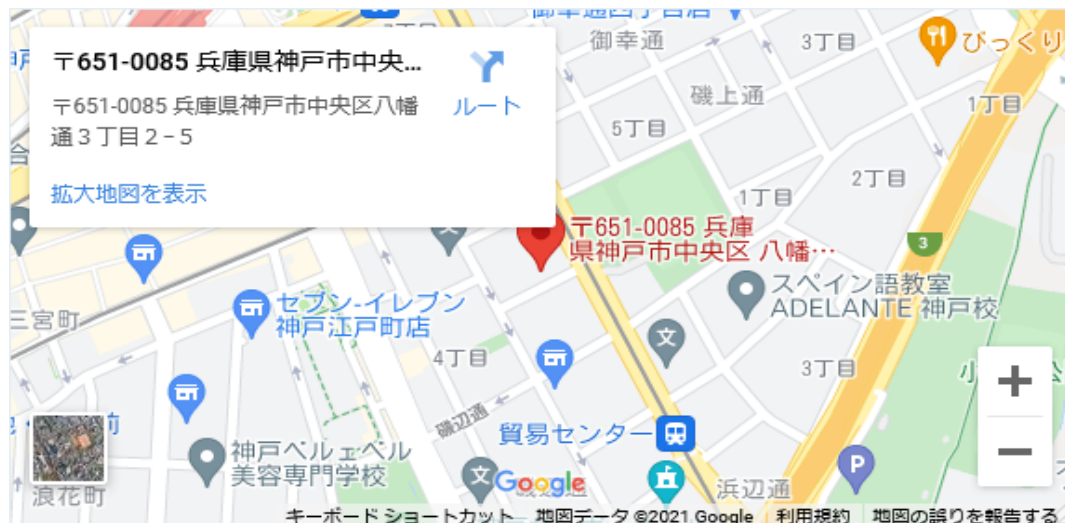 〒651-0085 兵庫県神戸市中央...
〒651-0085 兵庫県神戸市中央区八幡
通３丁目２−５
ルート
拡大地図を表示
御幸通
3丁目
びっくり
磯上通
1丁目
5丁目
2丁目
1丁目
〒651-0085 兵庫
県神戸市中央区 八幡…
3
スペイン語教室
ADELANTE 神戸校
セブン-イレブン
神戸江戸町店
三宮町
4丁目
3丁目
磯辺通
貿易センター
神戸ベルェベル
美容専門学校
P
浪花町
Google
浜辺通
キーボード ショートカット
地図データ ©2021 Google
利用規約
地図の誤りを報告する